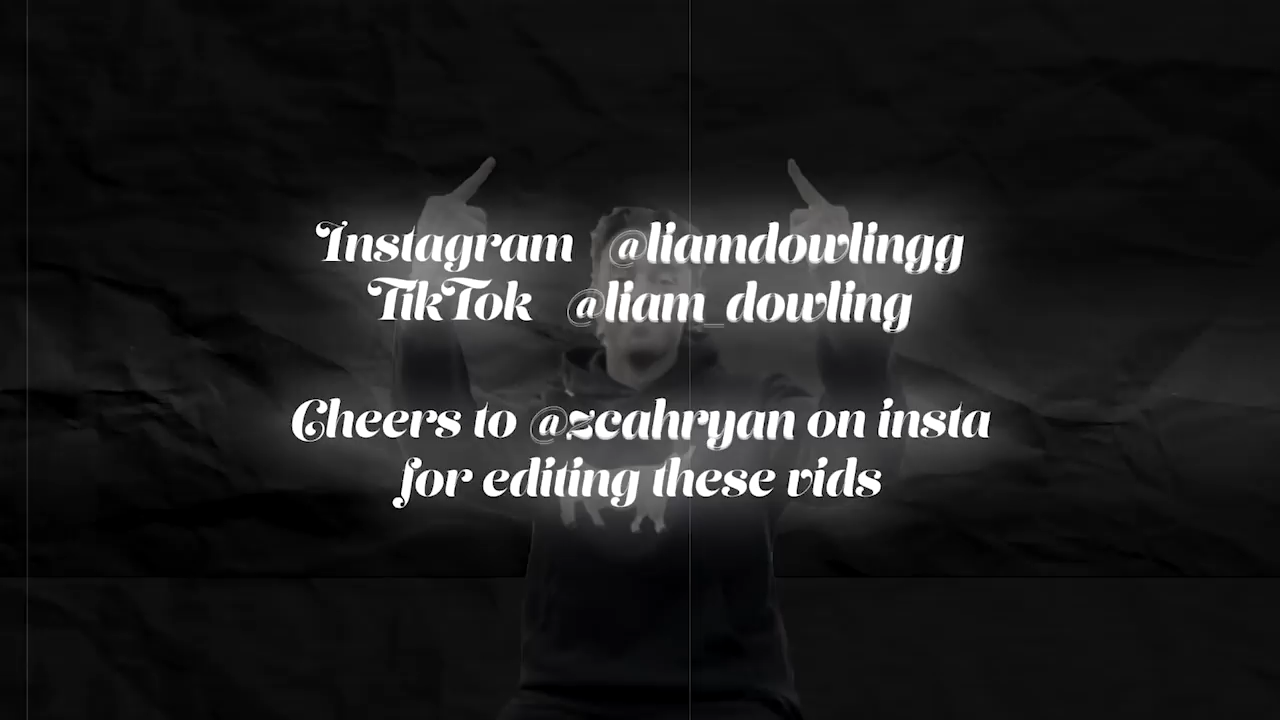 Instagram @liamdowlingg
TikTok @liam_dowling
Cheers to @zcahryan on insta
for editing these vids